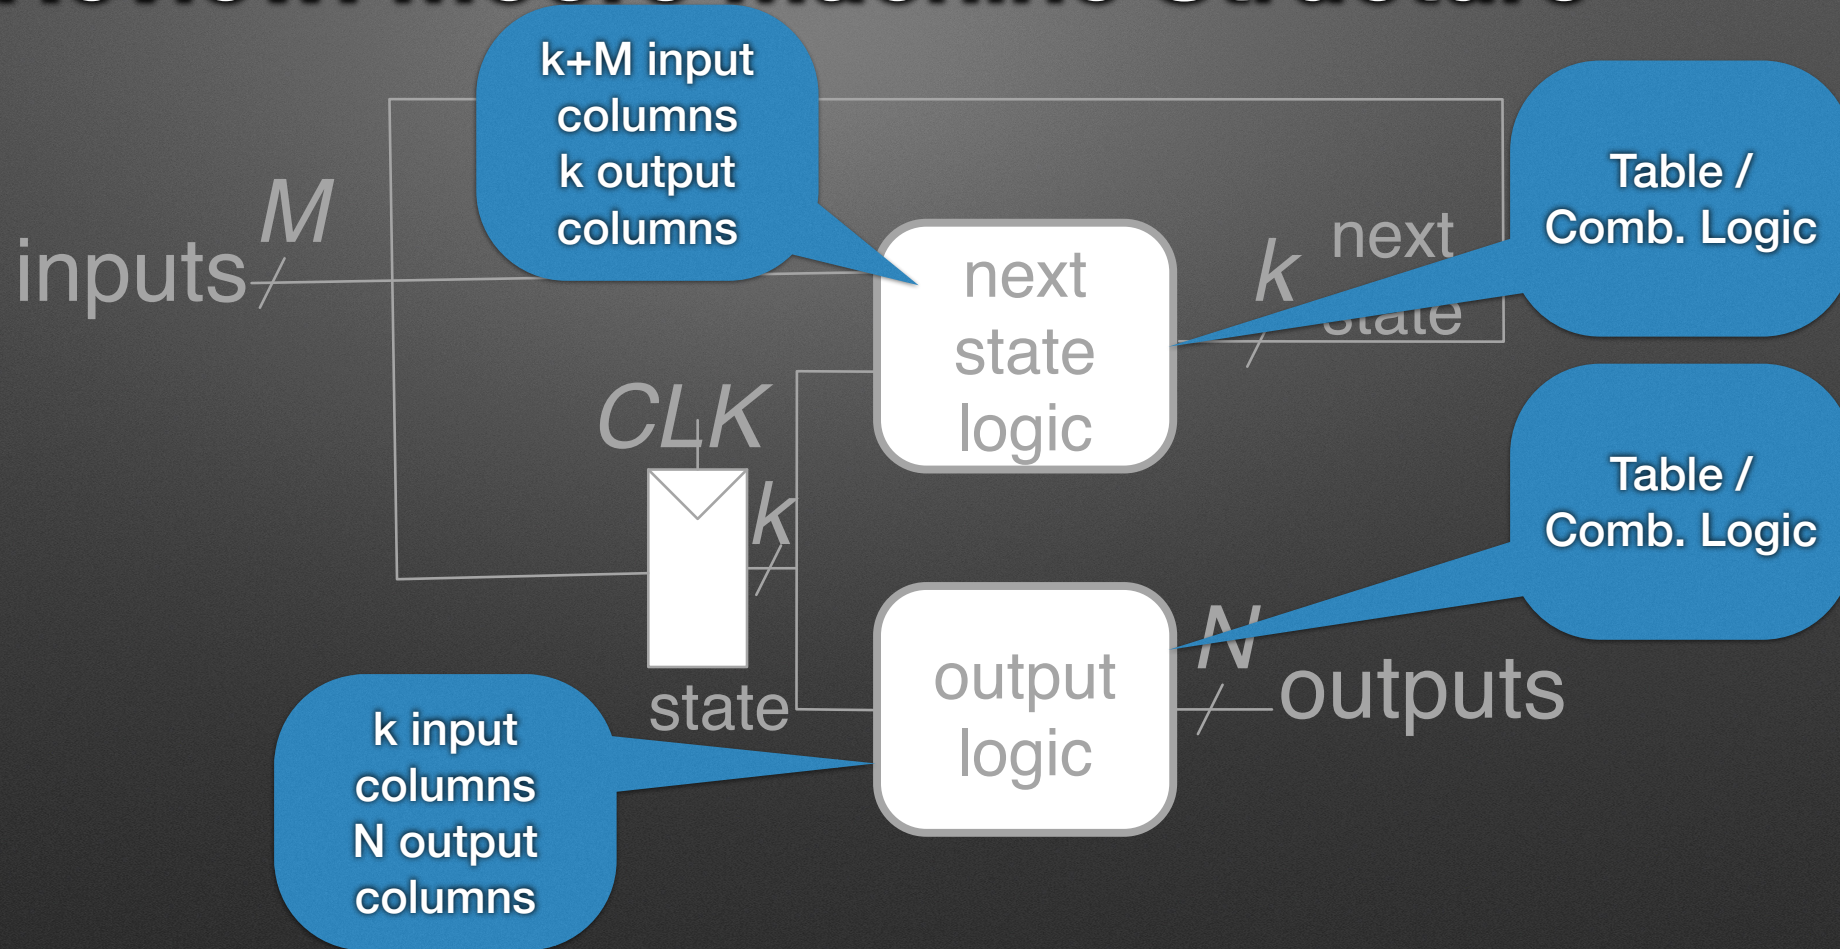 k+M input
columns
k output
columns
Table /
Comb. Logic
M
inputs
next
state
logic
k
next
state
CLK
k
state
Table /
Comb. Logic
output
logic
N
outputs
k input
columns
N output
columns